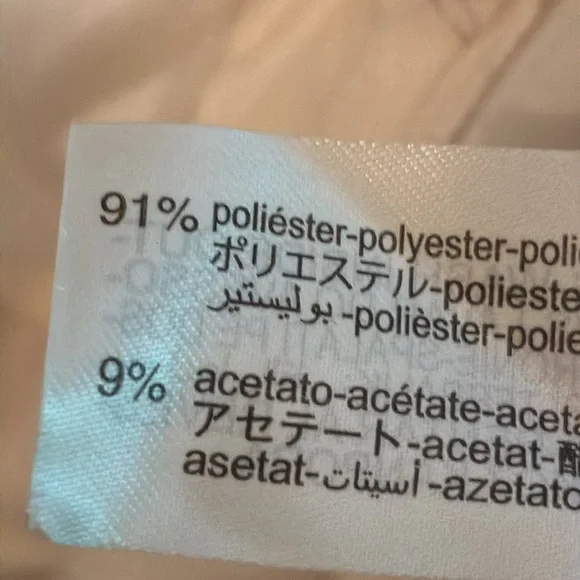 91% poliéster-polyester-poli
ポリエステル-polieste
بوليستير-polièster-polie
9% acetato-acétate-aceta
アセテート-acetat-酯
asetat-أسيتات-azetato